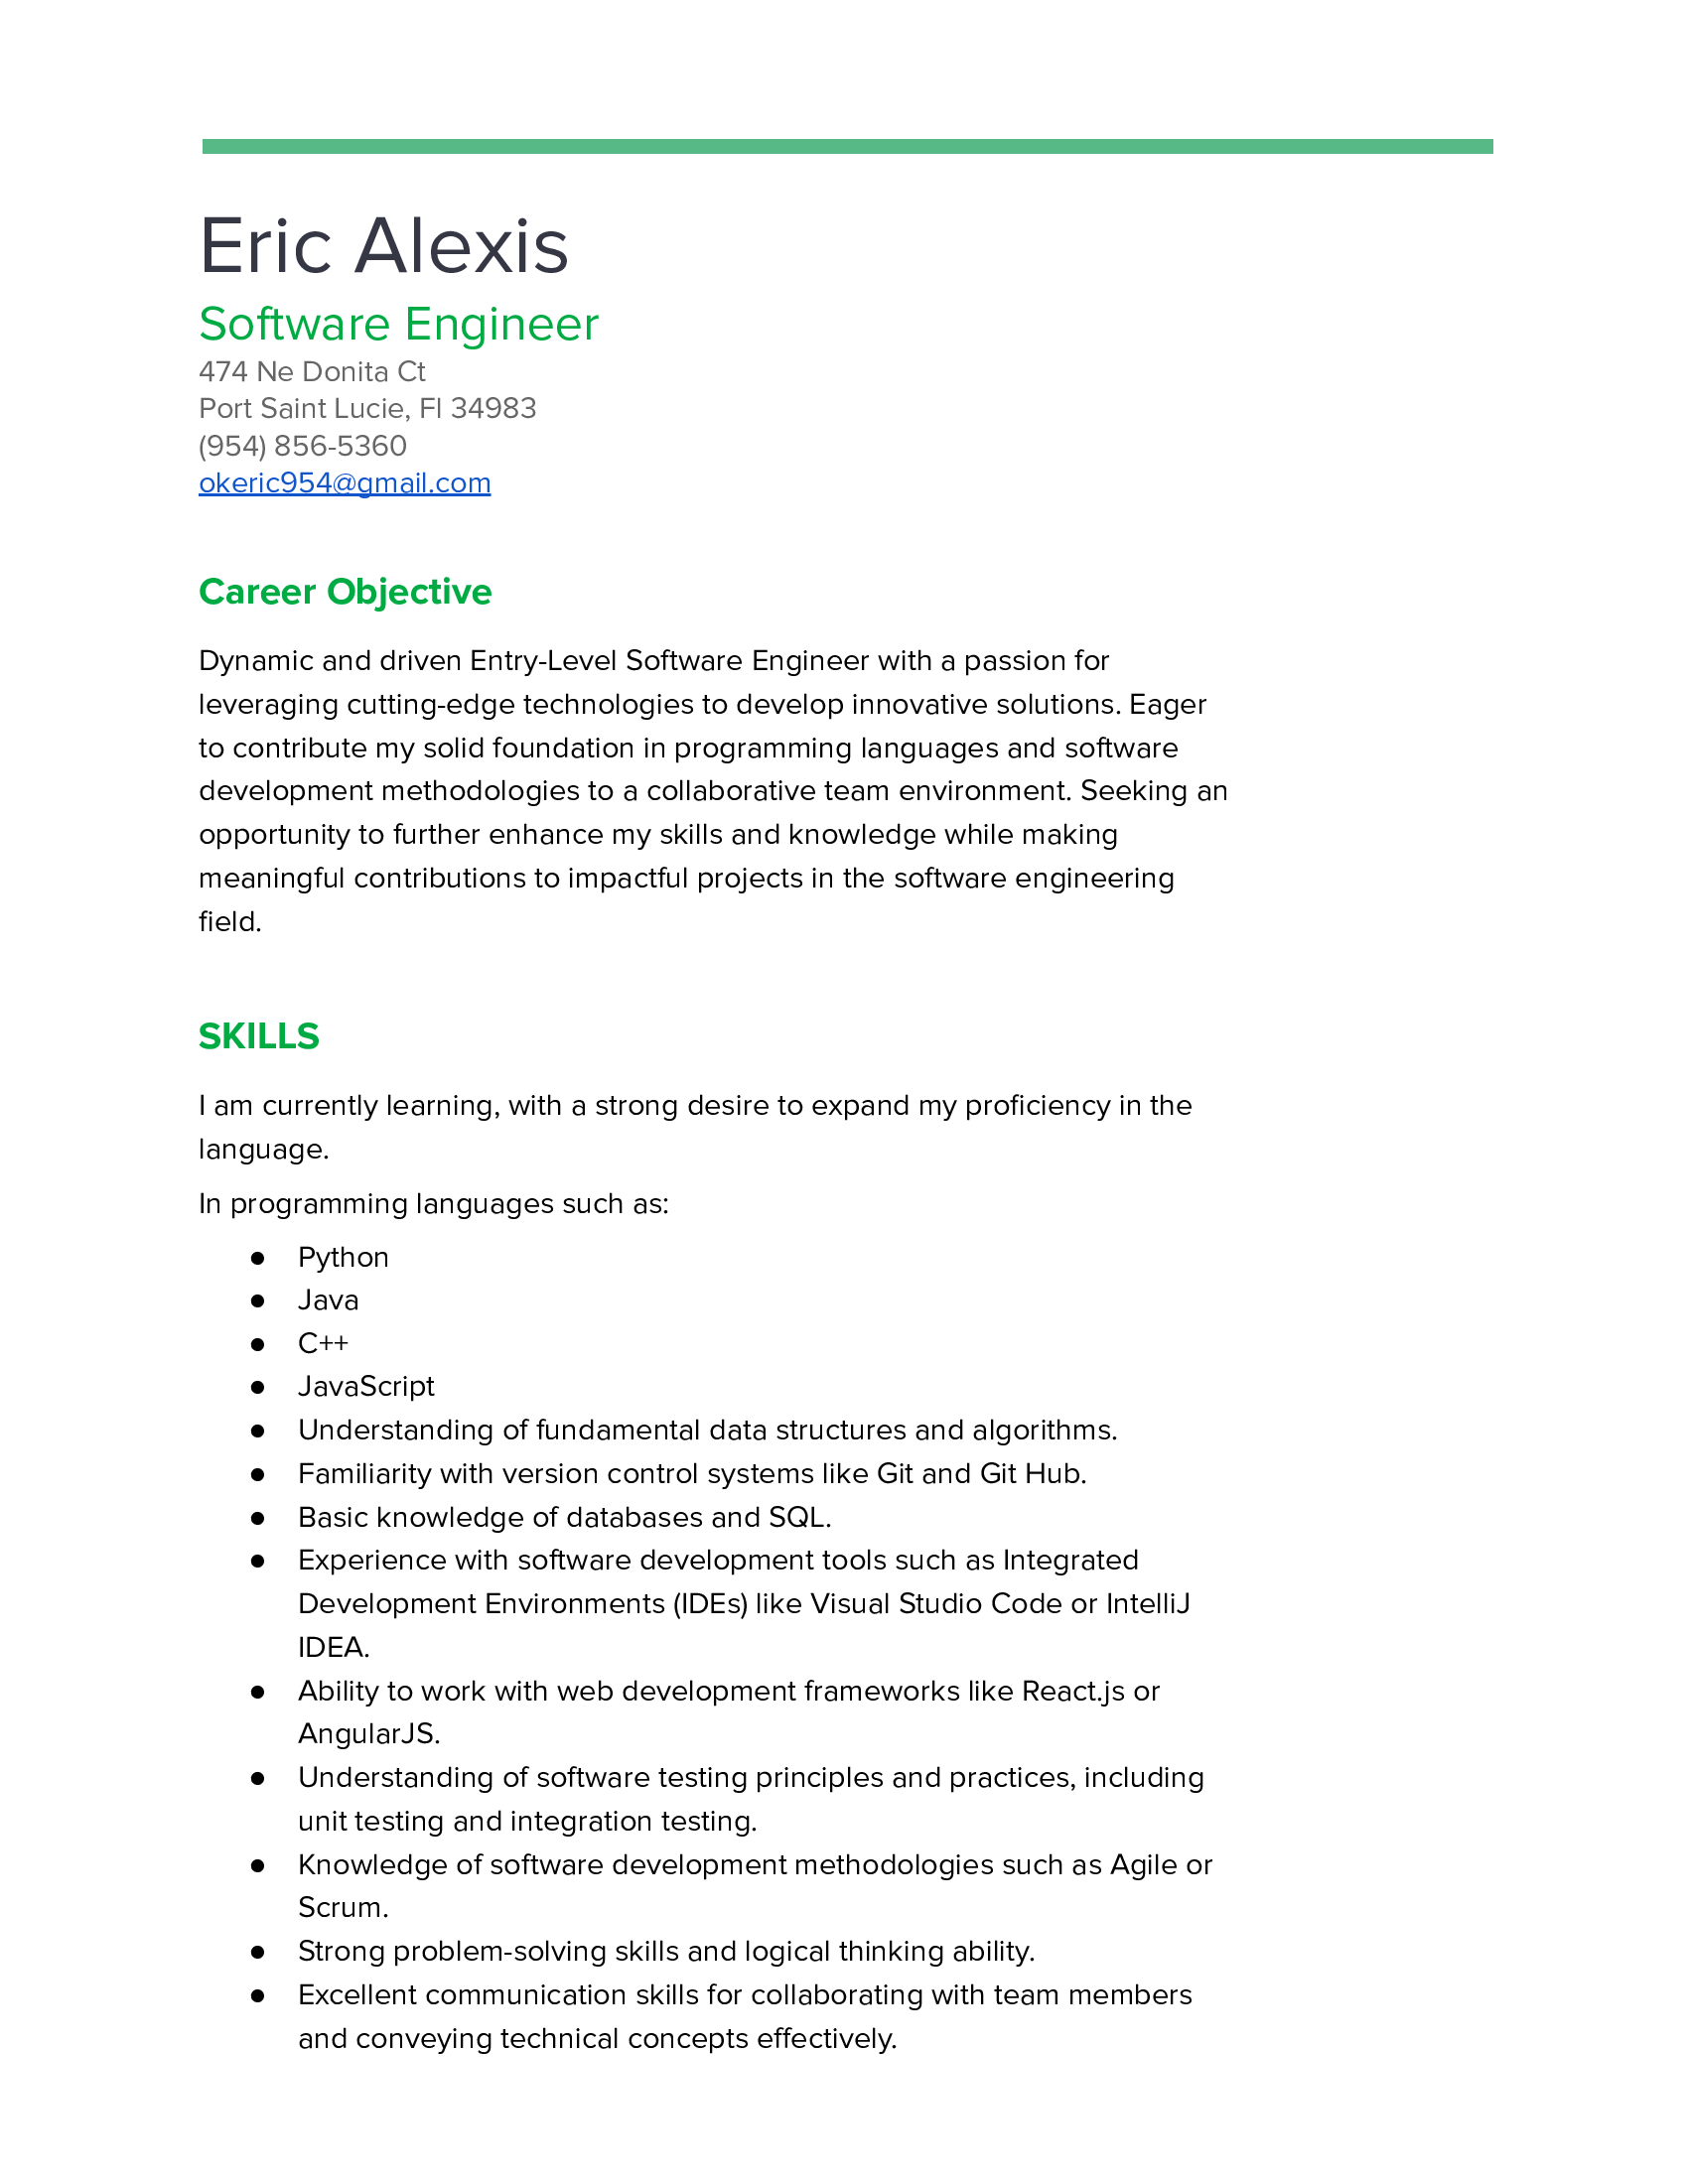 Eric Alexis
Software Engineer
474 Ne Donita Ct
Port Saint Lucie, Fl 34983
(954) 856-5360
okeric954@gmail.com
Career Objective
Dynamic and driven Entry-Level Software Engineer with a passion for
leveraging cutting-edge technologies to develop innovative solutions. Eager
to contribute my solid foundation in programming languages and software
development methodologies to a collaborative team environment. Seeking an
opportunity to further enhance my skills and knowledge while making
meaningful contributions to impactful projects in the software engineering
field.
SKILLS
I am currently learning, with a strong desire to expand my proficiency in the
language.
In programming languages such as:
● Python
● Java
● C++
● JavaScript
● Understanding of fundamental data structures and algorithms.
● Familiarity with version control systems like Git and Git Hub.
● Basic knowledge of databases and SQL.
● Experience with software development tools such as Integrated
Development Environments (IDEs) like Visual Studio Code or IntelliJ
IDEA.
● Ability to work with web development frameworks like React.js or
AngularJS.
● Understanding of software testing principles and practices, including
unit testing and integration testing.
● Knowledge of software development methodologies such as Agile or
Scrum.
● Strong problem-solving skills and logical thinking ability.
● Excellent communication skills for collaborating with team members
and conveying technical concepts effectively.